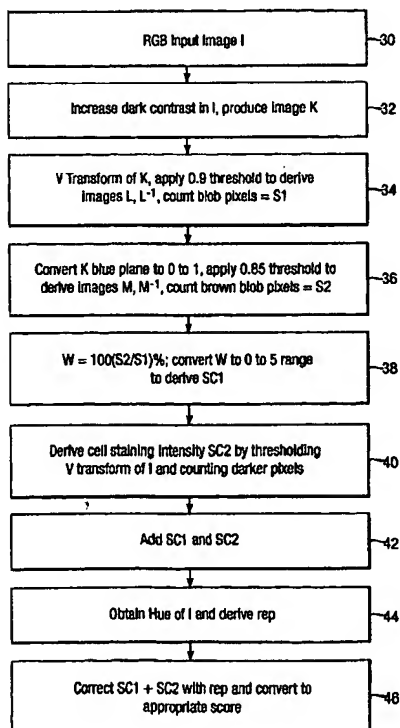 RGB Input Image I
30
Increase dark contrast in I, produce image K
32
V Transform of K, apply 0.9 threshold to derive
images L, L⁻¹, count blob pixels = S1
34
Convert K blue plane to 0 to 1, apply 0.85 threshold to
derive images M, M⁻¹, count brown blob pixels = S2
36
W = 100(S2/S1)%; convert W to 0 to 5 range
to derive SC1
38
Derive cell staining intensity SC2 by thresholding
V transform of I and counting darker pixels
40
Add SC1 and SC2
42
Obtain Hue of I and derive rep
44
Correct SC1 + SC2 with rep and convert to
appropriate score
46